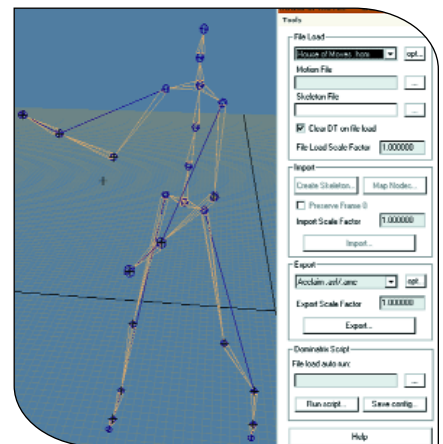 Tools
File Load
House of Moves .hom
opt...
Motion File
...
Skeleton File
...
Clear DT on file load
File Load Scale Factor 1.000000
Import
Create Skeleton... Map Nodes...
Preserve Frame 0
Import Scale Factor 1.000000
Import...
Export
Acclaim .asf/.amc
opt...
Export Scale Factor 1.000000
Export...
Dominatrix Script
File load auto run:
...
Run script... Save config...
Help